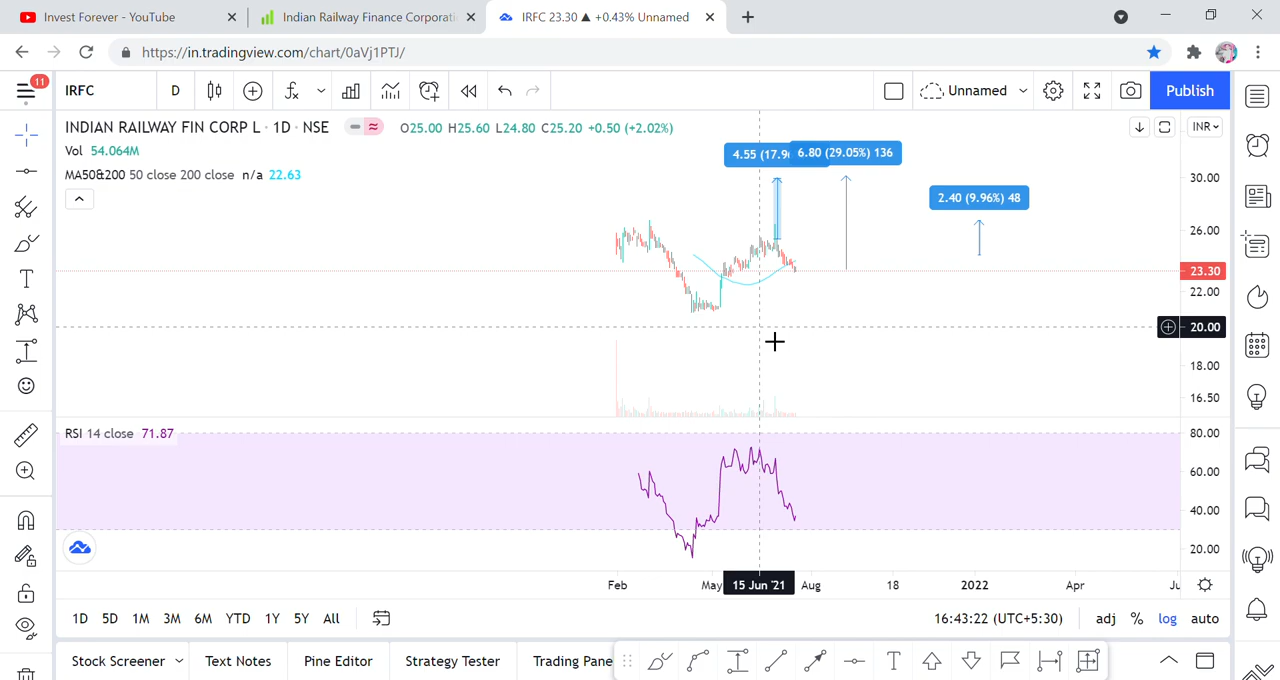 Invest Forever - YouTube
Indian Railway Finance Corporati
IRFC 23.30 ▲ +0.43% Unnamed
https://in.tradingview.com/chart/0aVj1PTJ/
11
IRFC
D
Unnamed
Publish
INDIAN RAILWAY FIN CORP L · 1D · NSE
O25.00 H25.60 L24.80 C25.20 +0.50 (+2.02%)
INR
Vol 54.064M
MA50&200 50 close 200 close n/a 22.63
4.55 (17.9
6.80 (29.05%) 136
2.40 (9.96%) 48
30.00
26.00
23.30
22.00
20.00
18.00
16.50
RSI 14 close 71.87
80.00
60.00
40.00
20.00
Feb
May
15 Jun '21
Aug
18
2022
Apr
Ju
1D 5D 1M 3M 6M YTD 1Y 5Y All
16:43:22 (UTC+5:30)
adj % log auto
Stock Screener
Text Notes
Pine Editor
Strategy Tester
Trading Pane